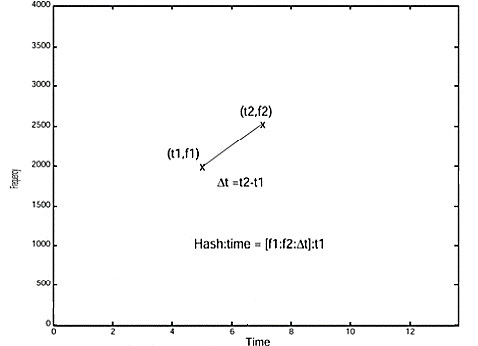 4000
3500
3000
2500
2000
1500
1000
500
0
Frequency
(t2,f2)
x
(t1,f1)
x
Δt =t2-t1
Hash:time = [f1:f2:Δt]:t1
0 2 4 6 8 10 12
Time